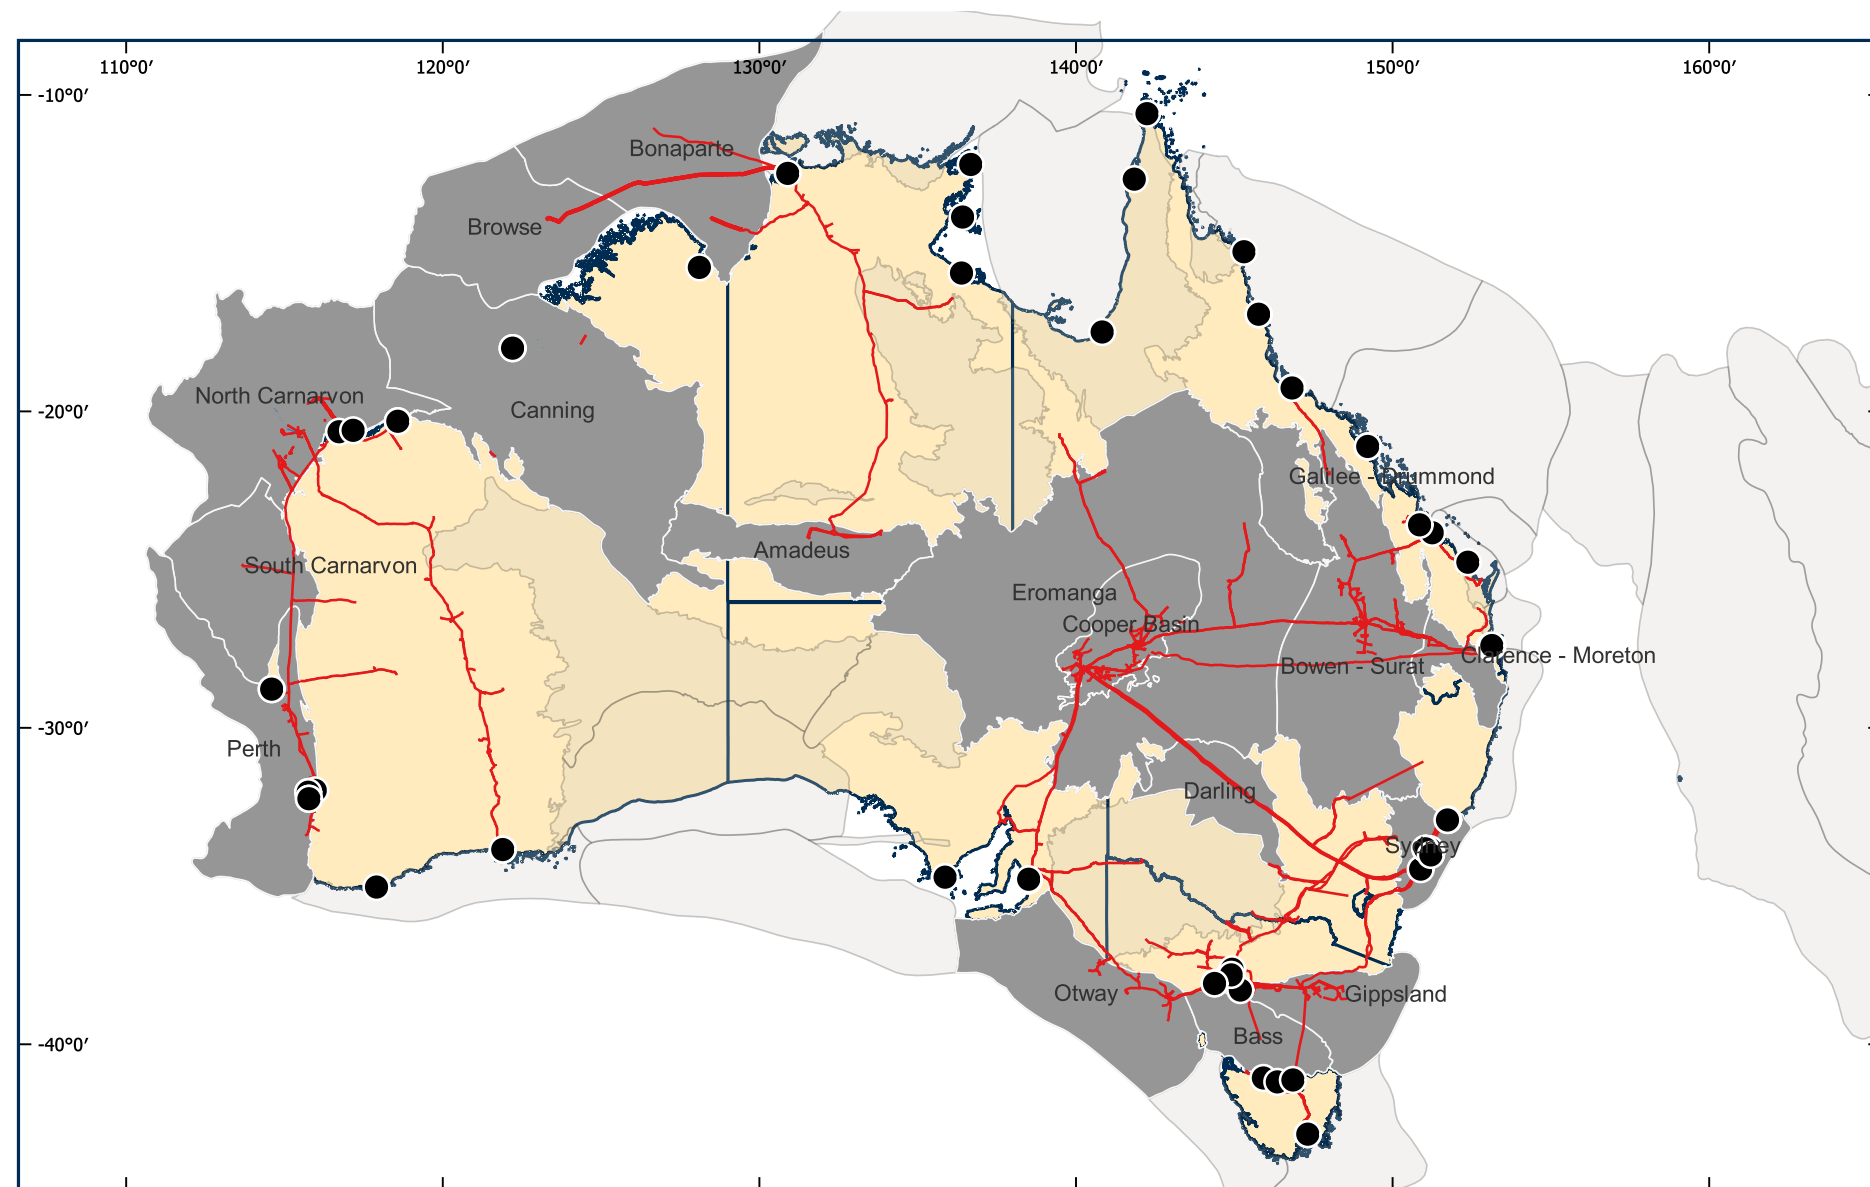 110°0′ 120°0′ 130°0′ 140°0′ 150°0′ 160°0′
-10°0′
Bonaparte
Browse
North Carnarvon
-20°0′
Canning
Galilee - Drummond
Amadeus
South Carnarvon
Eromanga
Cooper Basin
Clarence - Moreton
Bowen - Surat
-30°0′
Perth
Darling
Sydney
Otway
Gippsland
Bass
-40°0′